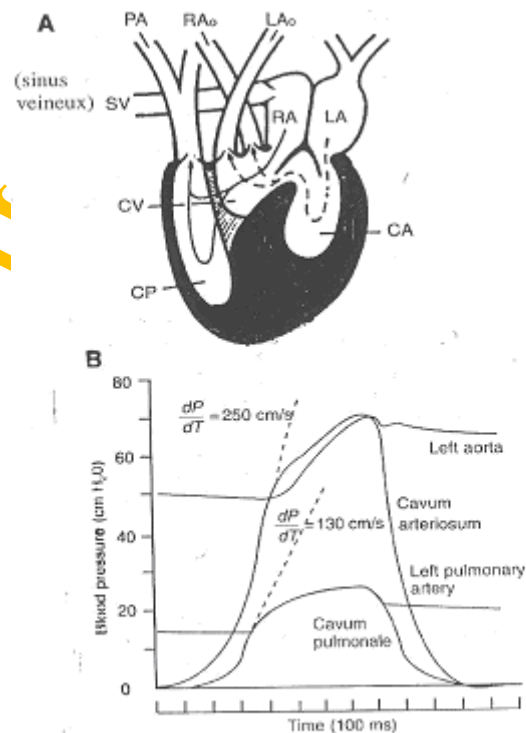 A
PA RAo LAo
(sinus
veineux) SV
RA LA
CV
CA
CP
B
Blood pressure (cm H₂0)
80
60
40
20
0
dP/dT = 250 cm/s
dP/dT = 130 cm/s
Left aorta
Cavum
arteriosum
Left pulmonary
artery
Cavum
pulmonale
Time (100 ms)